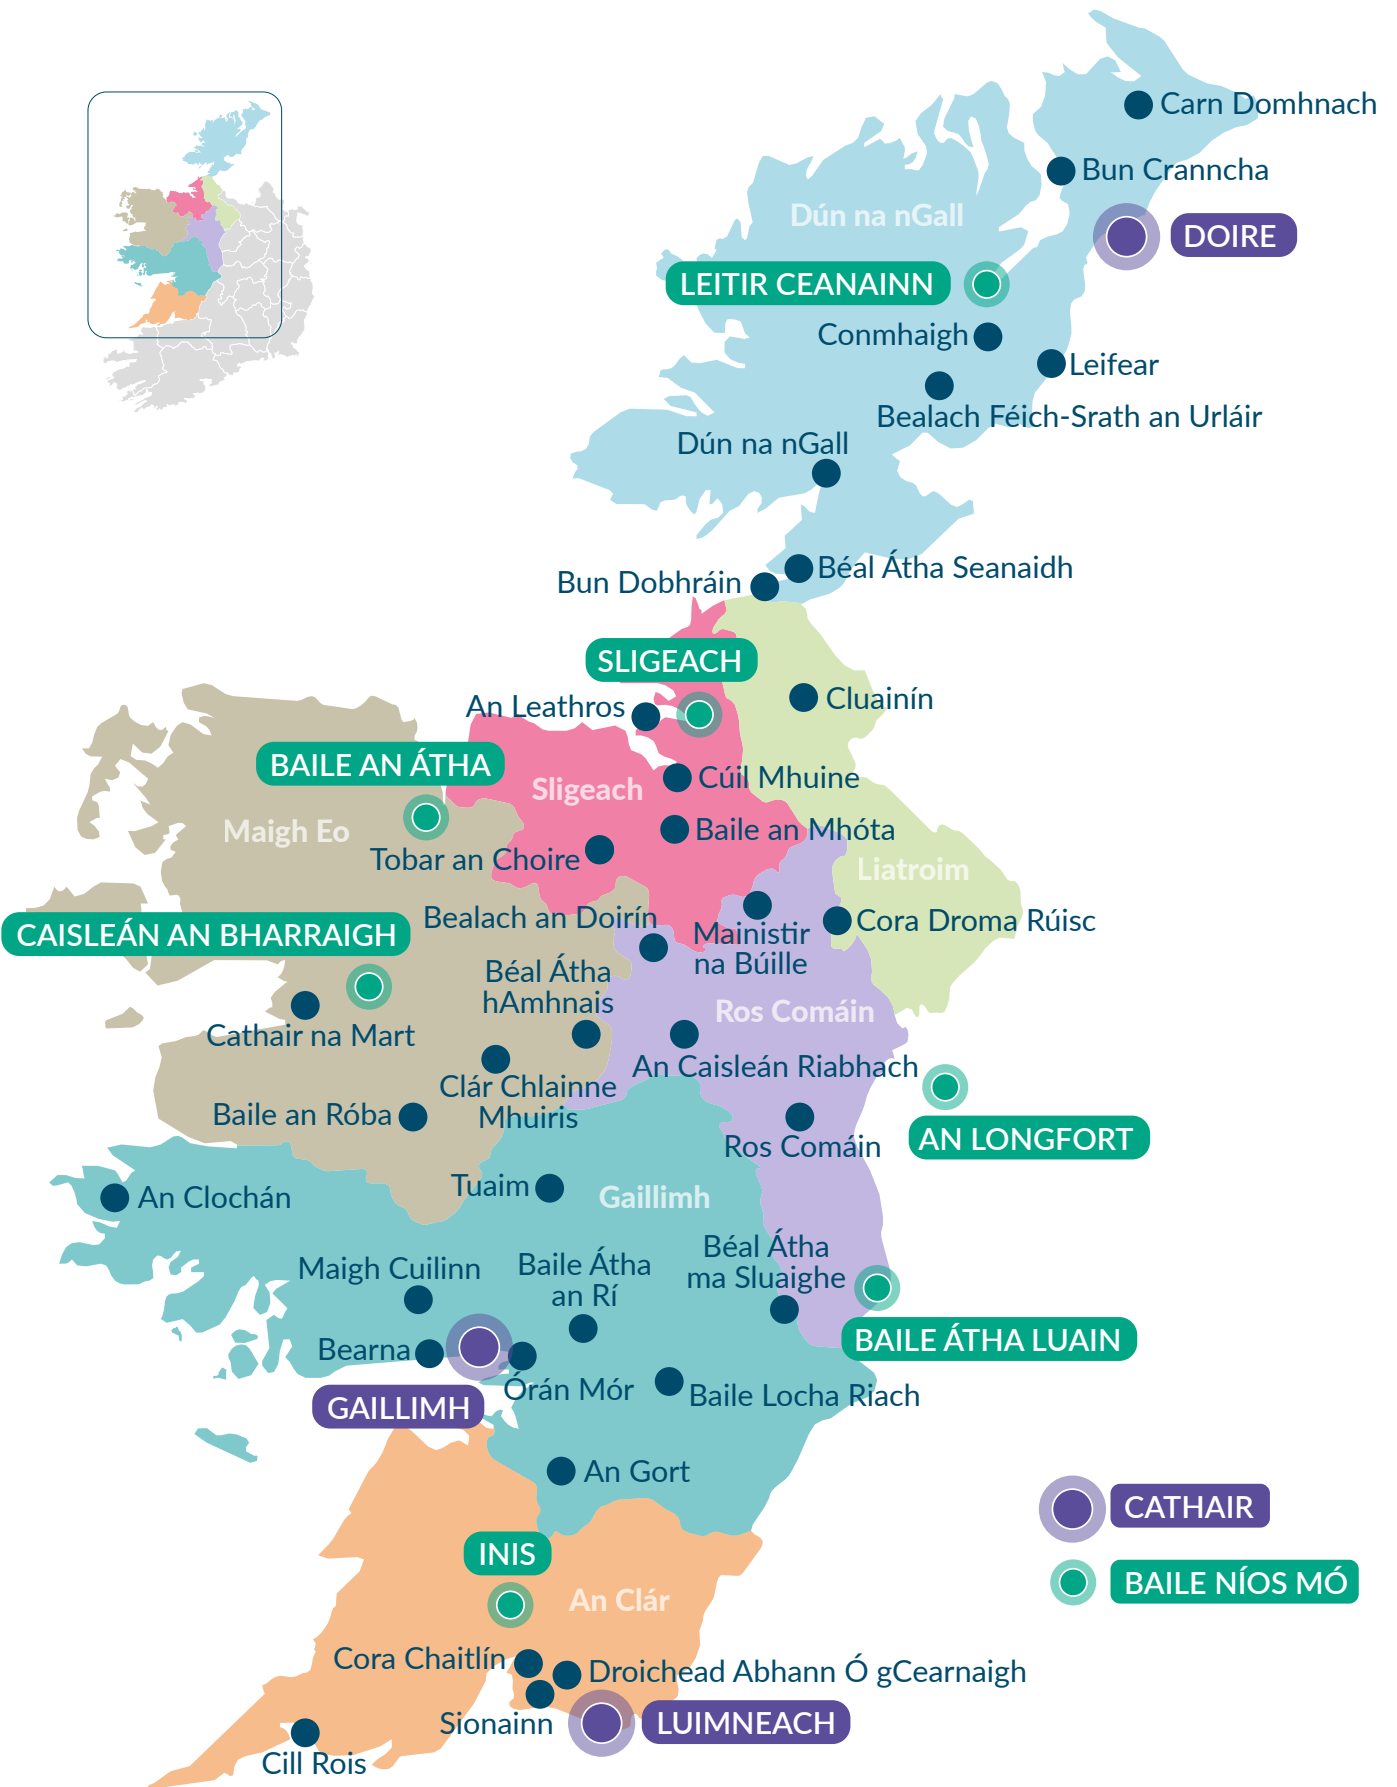 Carn Domhnach
Bun Cranncha
Dún na nGall
DOIRE
LEITIR CEANAINN
Conmhaigh
Leifear
Bealach Féich-Srath an Urláir
Dún na nGall
Béal Átha Seanaidh
Bun Dobhráin
SLIGEACH
Cluainín
An Leathros
BAILE AN ÁTHA
Cúil Mhuine
Sligeach
Maigh Eo
Baile an Mhóta
Tobar an Choire
Liatroim
Bealach an Doirín
Cora Droma Rúisc
CAISLEÁN AN BHARRAIGH
Mainistir
na Búille
Béal Átha
hAmhnais
Ros Comáin
Cathair na Mart
An Caisleán Riabhach
Clár Chlainne
Mhuiris
Baile an Róba
AN LONGFORT
Ros Comáin
Tuaim
An Clochán
Gaillimh
Béal Átha
ma Sluaighe
Maigh Cuilinn
Baile Átha
an Rí
BAILE ÁTHA LUAIN
Bearna
Órán Mór
Baile Locha Riach
GAILLIMH
An Gort
CATHAIR
INIS
BAILE NÍOS MÓ
An Clár
Cora Chaitlín
Droichead Abhann Ó gCearnaigh
Sionainn
LUIMNEACH
Cill Rois